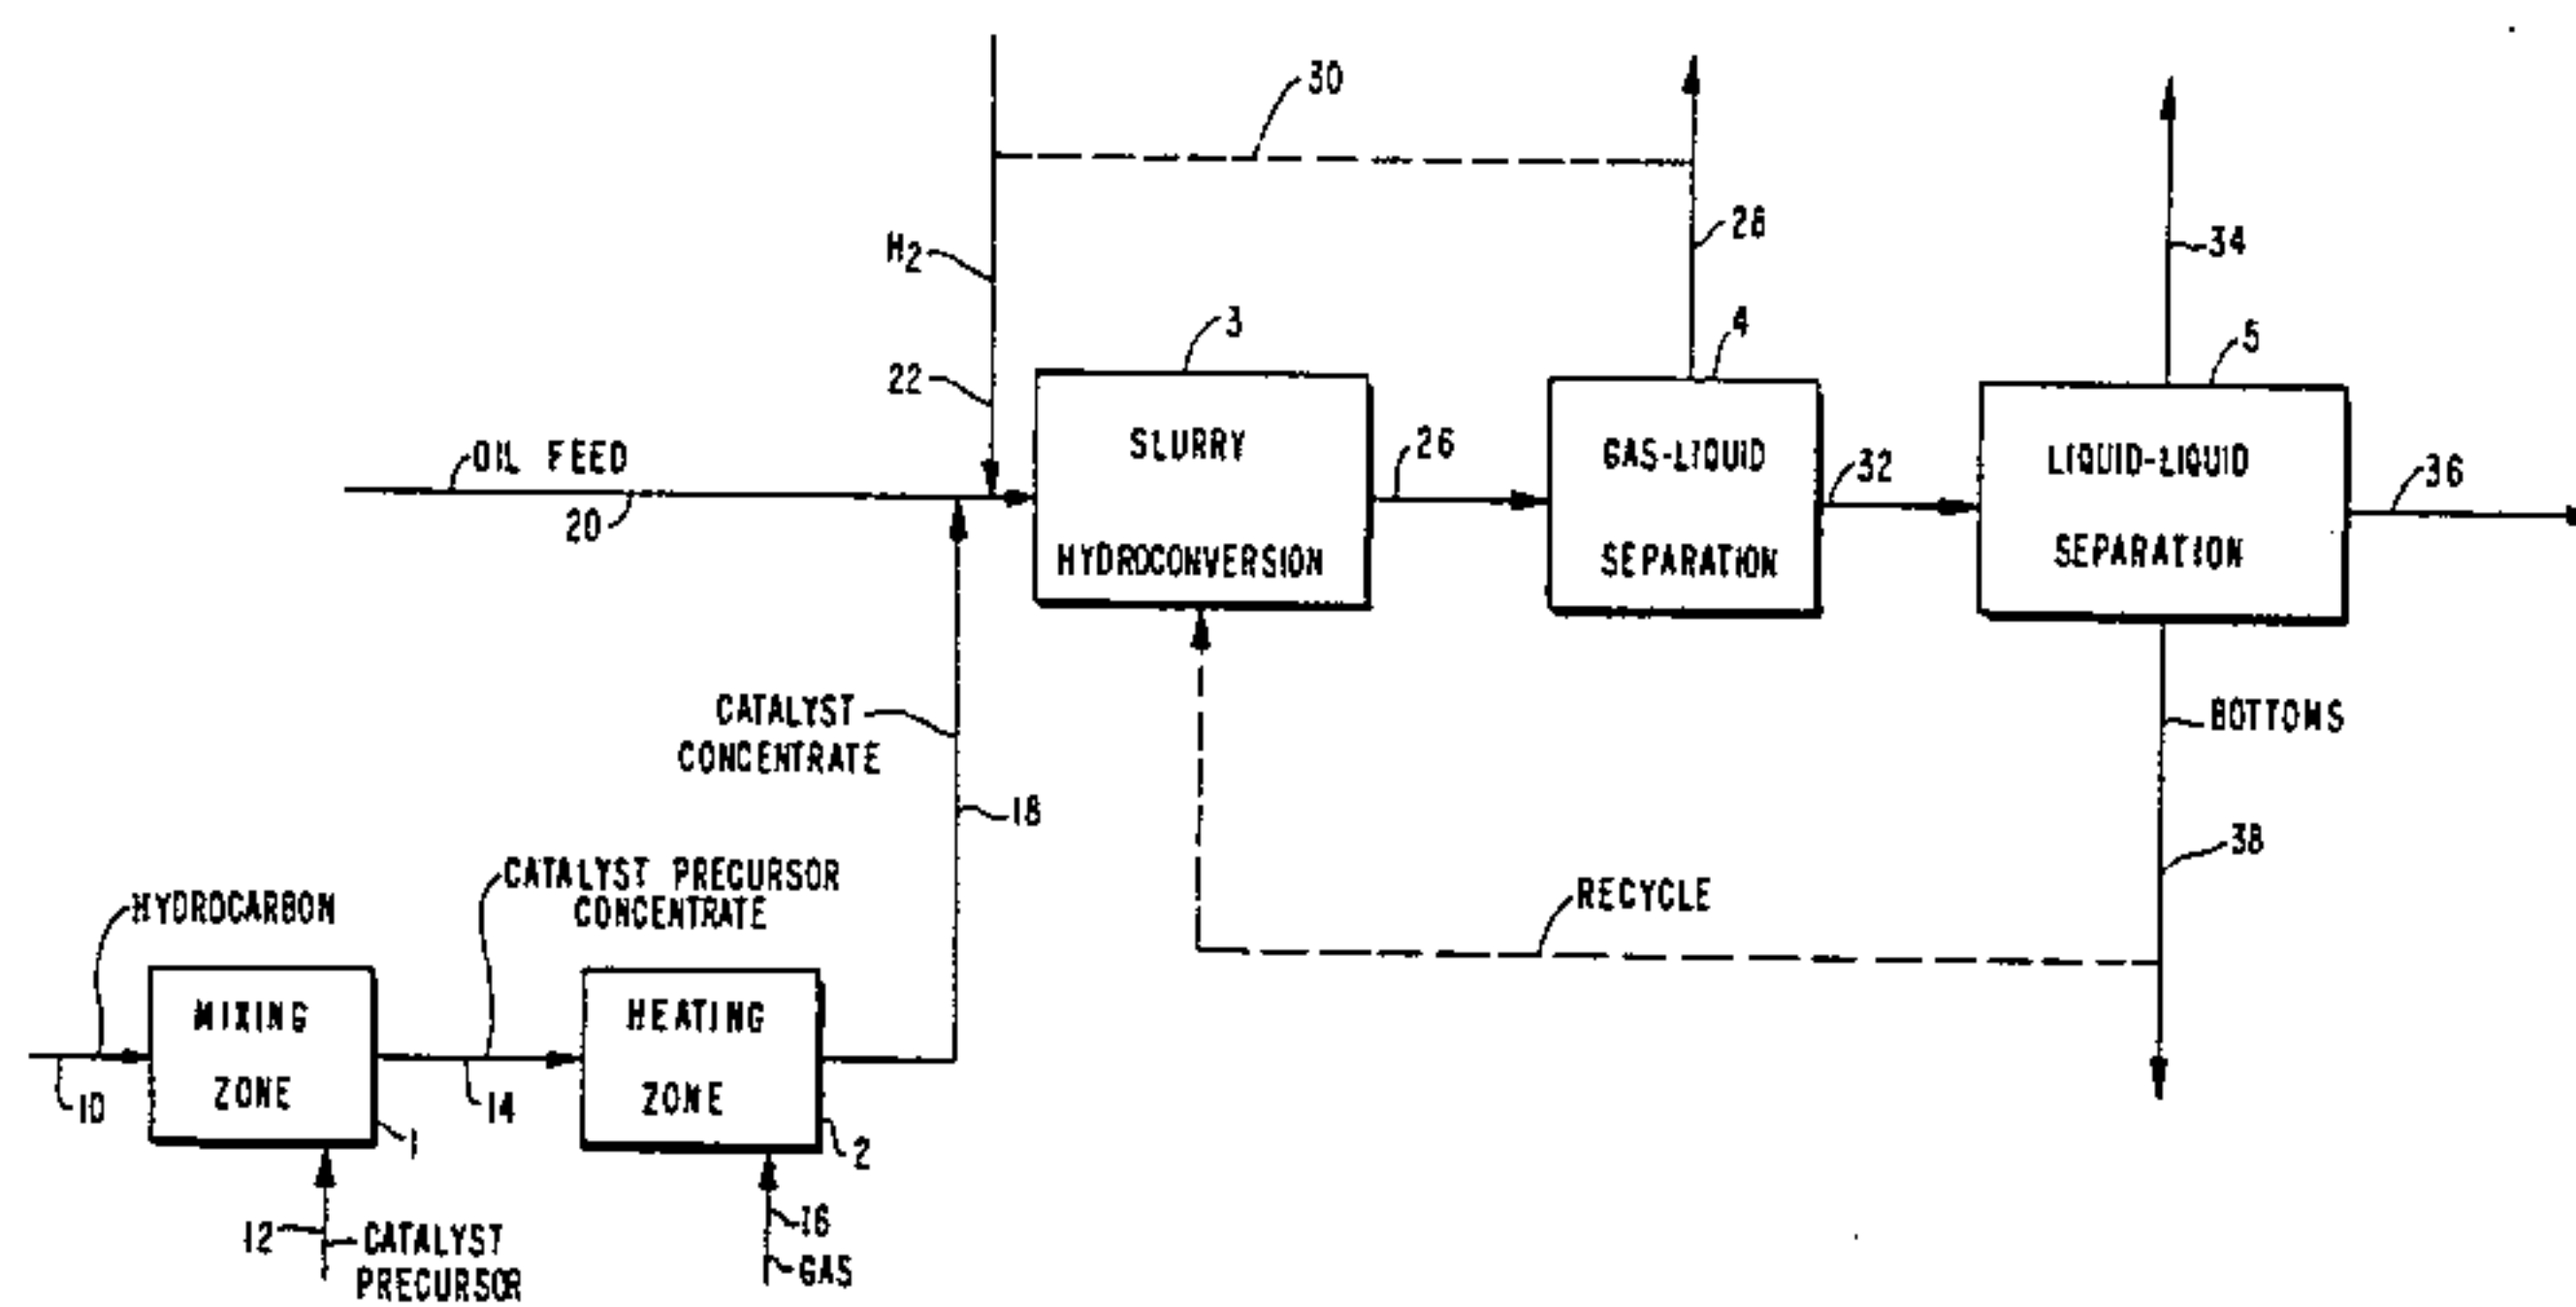 30
H2
28
34
3
4
5
22
OIL FEED
20
SLURRY
HYDROCONVERSION
26
GAS-LIQUID
SEPARATION
32
LIQUID-LIQUID
SEPARATION
36
CATALYST
CONCENTRATE
18
BOTTOMS
38
RECYCLE
HYDROCARBON
CATALYST PRECURSOR
CONCENTRATE
MIXING
ZONE
HEATING
ZONE
10
14
1
2
12
CATALYST
PRECURSOR
16
GAS